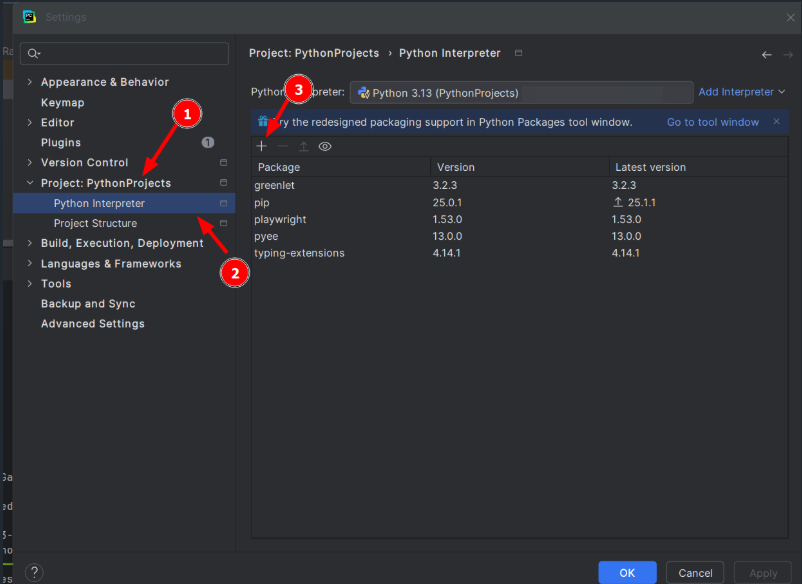 Settings
Project: PythonProjects › Python Interpreter
Appearance & Behavior
Keymap
Editor
Plugins 1
Version Control
Project: PythonProjects
Python Interpreter
Project Structure
Build, Execution, Deployment
Languages & Frameworks
Tools
Backup and Sync
Advanced Settings
1
2
3
Python 3.13 (PythonProjects) Add Interpreter
the redesigned packaging support in Python Packages tool window. Go to tool window
Package Version Latest version
greenlet 3.2.3 3.2.3
pip 25.0.1 25.1.1
playwright 1.53.0 1.53.0
pyee 13.0.0 13.0.0
typing-extensions 4.14.1 4.14.1
? OK Cancel Apply